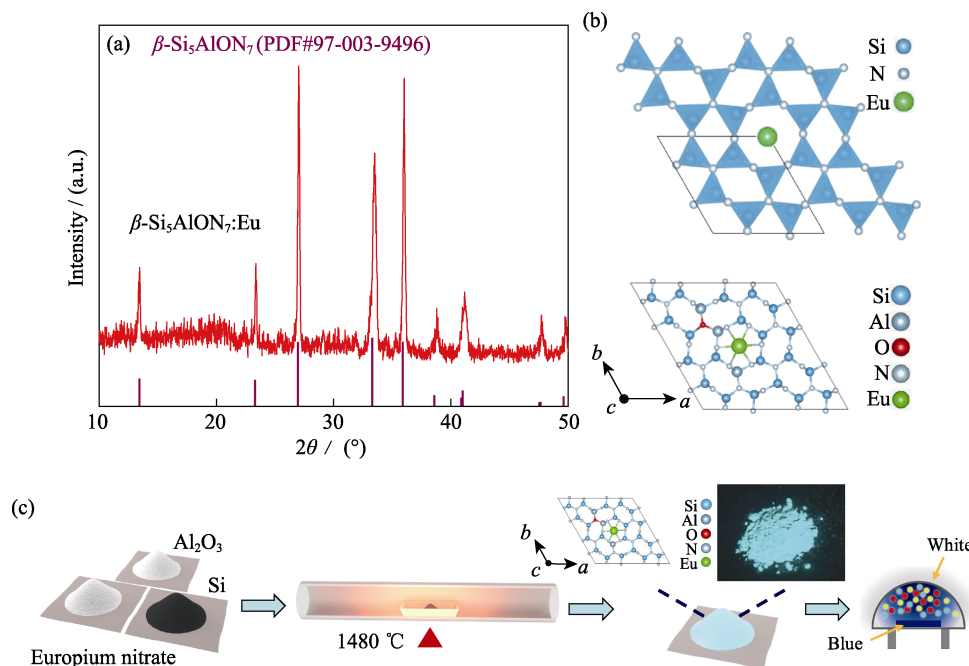 (a)
β-Si₅AlON₇ (PDF#97-003-9496)
β-Si₅AlON₇:Eu
Intensity / (a.u.)
10
20
30
40
50
2θ / (°)
(b)
Si
N
Eu
Si
Al
O
N
Eu
b
c
a
(c)
Al₂O₃
Si
Europium nitrate
1480 ℃
b
c
a
Si
Al
O
N
Eu
White
Blue